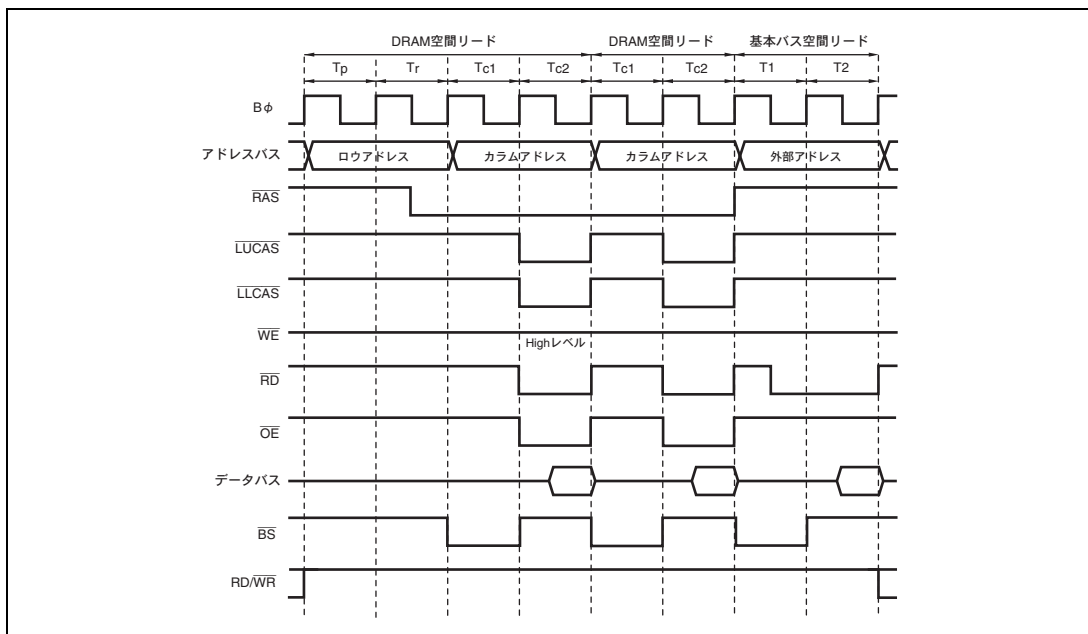 DRAM空間リード DRAM空間リード 基本バス空間リード
Tp Tr Tc1 Tc2 Tc1 Tc2 T1 T2
Bφ
アドレスバス ロウアドレス カラムアドレス カラムアドレス 外部アドレス
RAS
LUCAS
LLCAS
WE
Highレベル
RD
OE
データバス
BS
RD/WR